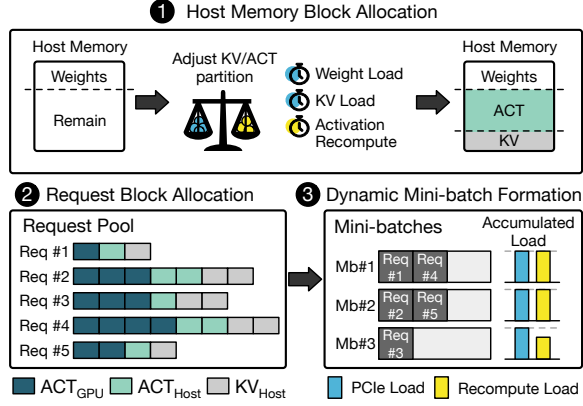 1 Host Memory Block Allocation
Host Memory
Weights
Remain
Adjust KV/ACT
partition
Weight Load
KV Load
Activation
Recompute
Host Memory
Weights
ACT
KV
2 Request Block Allocation
Request Pool
Req #1
Req #2
Req #3
Req #4
Req #5
ACT_GPU
ACT_Host
KV_Host
3 Dynamic Mini-batch Formation
Mini-batches
Accumulated
Load
Mb#1
Req
#1
Req
#4
Mb#2
Req
#2
Req
#5
Mb#3
Req
#3
PCIe Load
Recompute Load